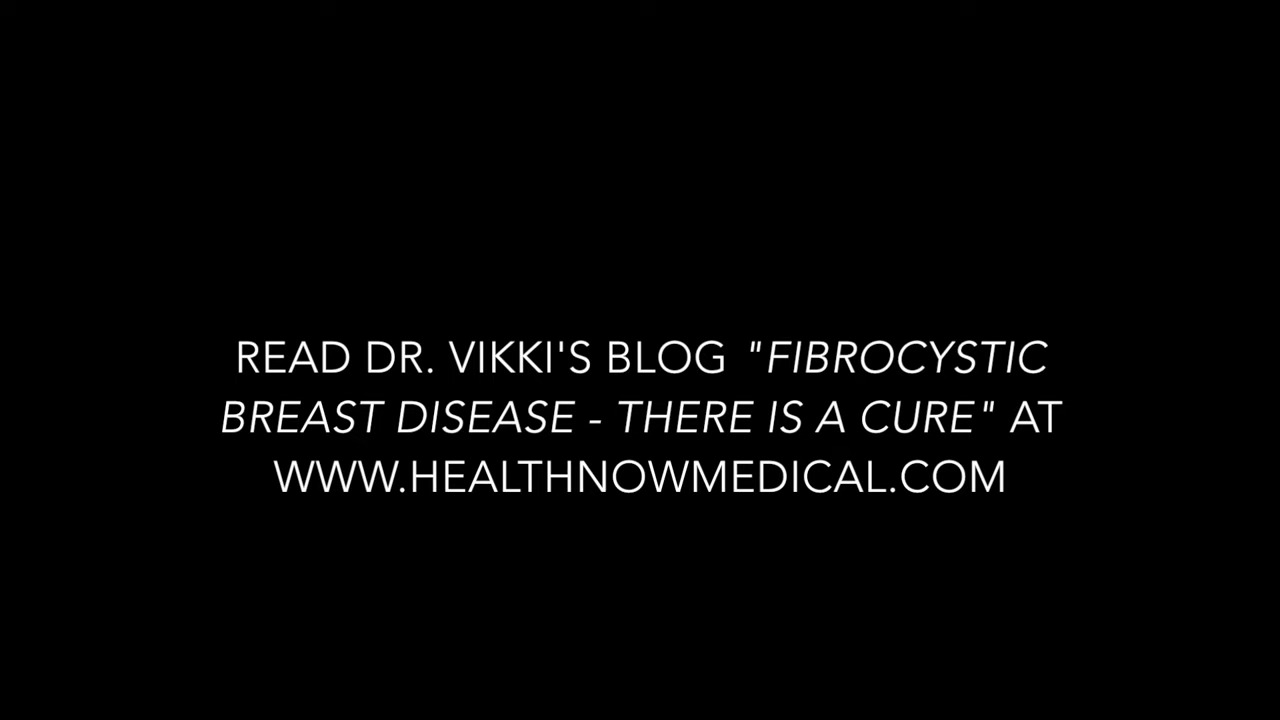 READ DR. VIKKI'S BLOG "FIBROCYSTIC
BREAST DISEASE - THERE IS A CURE" AT
WWW.HEALTHNOWMEDICAL.COM